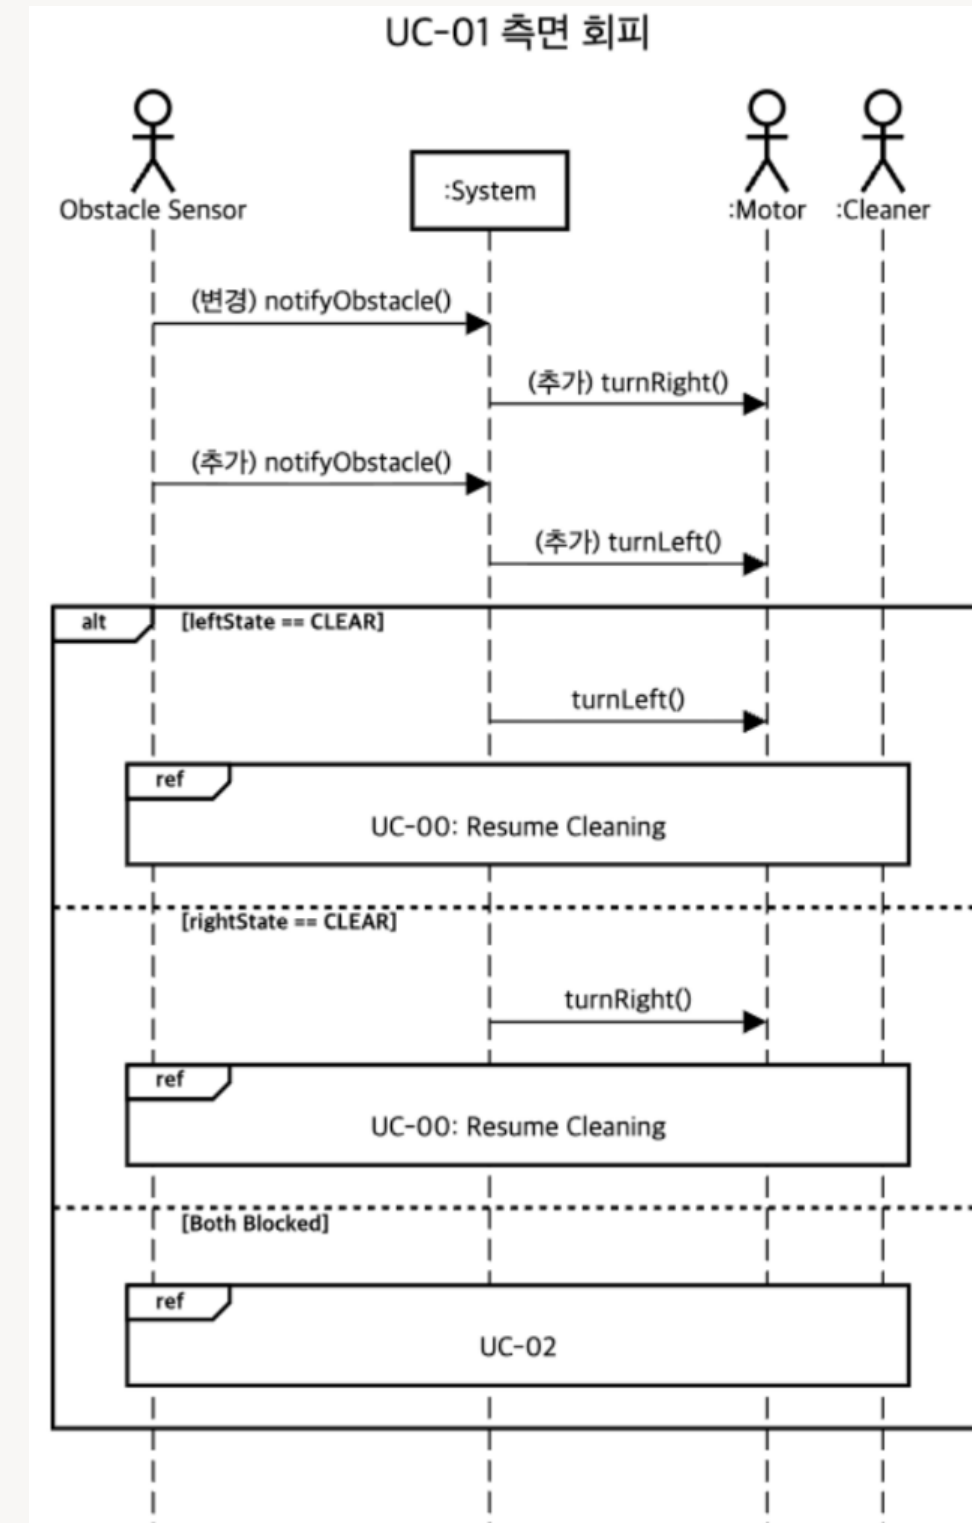 UC-01 측면 회피
Obstacle Sensor
:System
:Motor
:Cleaner
(변경) notifyObstacle()
(추가) turnRight()
(추가) notifyObstacle()
(추가) turnLeft()
alt
[leftState == CLEAR]
turnLeft()
ref
UC-00: Resume Cleaning
[rightState == CLEAR]
turnRight()
ref
UC-00: Resume Cleaning
[Both Blocked]
ref
UC-02